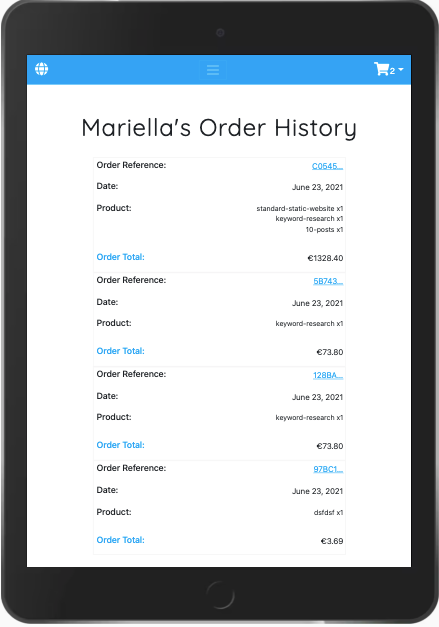 2
Mariella's Order History
Order Reference: C0545...
Date: June 23, 2021
Product: standard-static-website x1
keyword-research x1
10-posts x1
Order Total: €1328.40
Order Reference: 5B743...
Date: June 23, 2021
Product: keyword-research x1
Order Total: €73.80
Order Reference: 128BA...
Date: June 23, 2021
Product: keyword-research x1
Order Total: €73.80
Order Reference: 97BC1...
Date: June 23, 2021
Product: dsfdsf x1
Order Total: €3.69